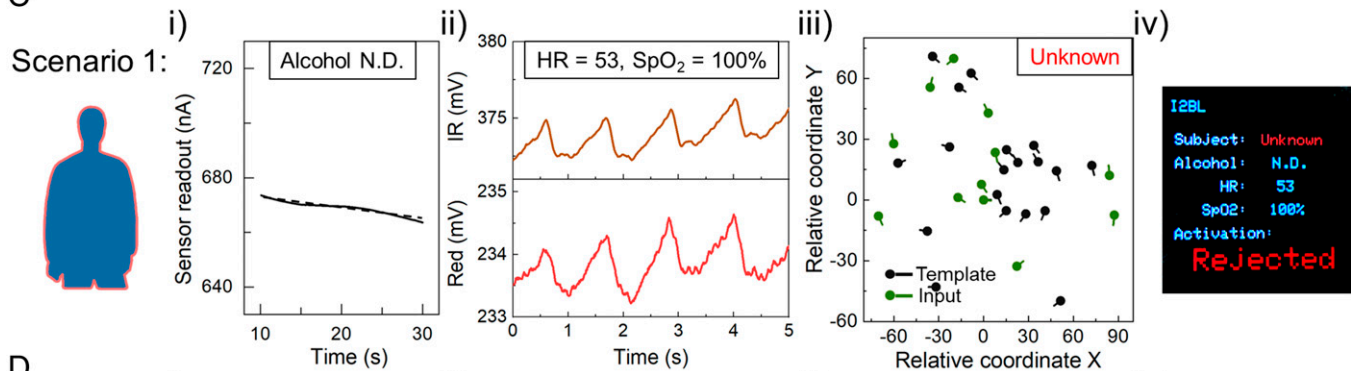 Scenario 1:
i)
Alcohol N.D.
Sensor readout (nA)
720
680
640
10
20
30
Time (s)
ii)
HR = 53, SpO₂ = 100%
IR (mV)
380
375
Red (mV)
235
234
233
0
1
2
3
4
5
Time (s)
iii)
Unknown
Relative coordinate Y
60
30
0
-30
-60
Template
Input
-60
-30
0
30
60
90
Relative coordinate X
iv)
I2BL
Subject: Unknown
Alcohol: N.D.
HR: 53
SpO2: 100%
Activation:
Rejected